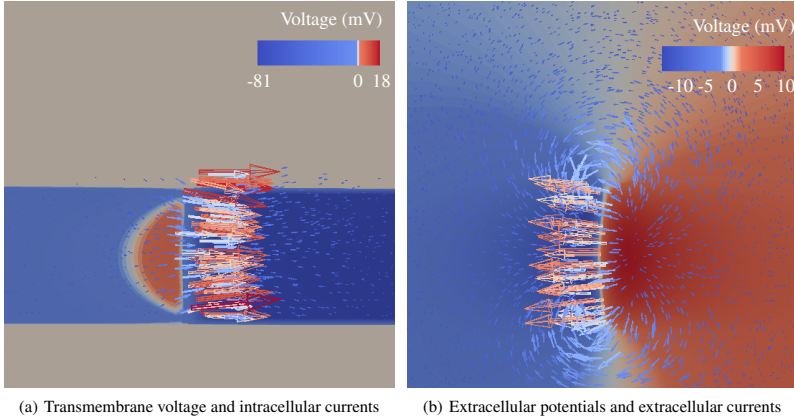 Voltage (mV)
-81 0 18
Voltage (mV)
-10 -5 0 5 10
(a) Transmembrane voltage and intracellular currents
(b) Extracellular potentials and extracellular currents